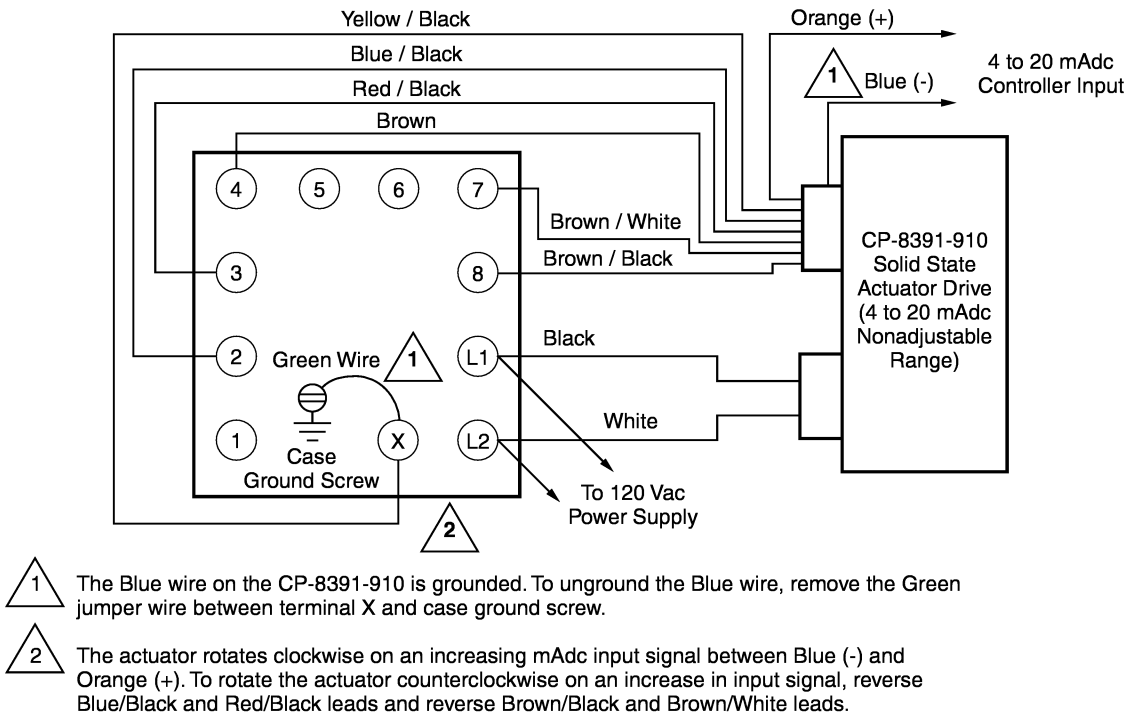 Yellow / Black
Orange (+)
Blue / Black
4 to 20 mAdc
Controller Input
1
Blue (-)
Red / Black
Brown
4
5
6
7
Brown / White
3
8
Brown / Black
CP-8391-910
Solid State
Actuator Drive
(4 to 20 mAdc
Nonadjustable
Range)
2
Green Wire
1
L1
Black
1
Case
Ground Screw
X
L2
White
To 120 Vac
Power Supply
2
1
The Blue wire on the CP-8391-910 is grounded. To unground the Blue wire, remove the Green
jumper wire between terminal X and case ground screw.
2
The actuator rotates clockwise on an increasing mAdc input signal between Blue (-) and
Orange (+). To rotate the actuator counterclockwise on an increase in input signal, reverse
Blue/Black and Red/Black leads and reverse Brown/Black and Brown/White leads.